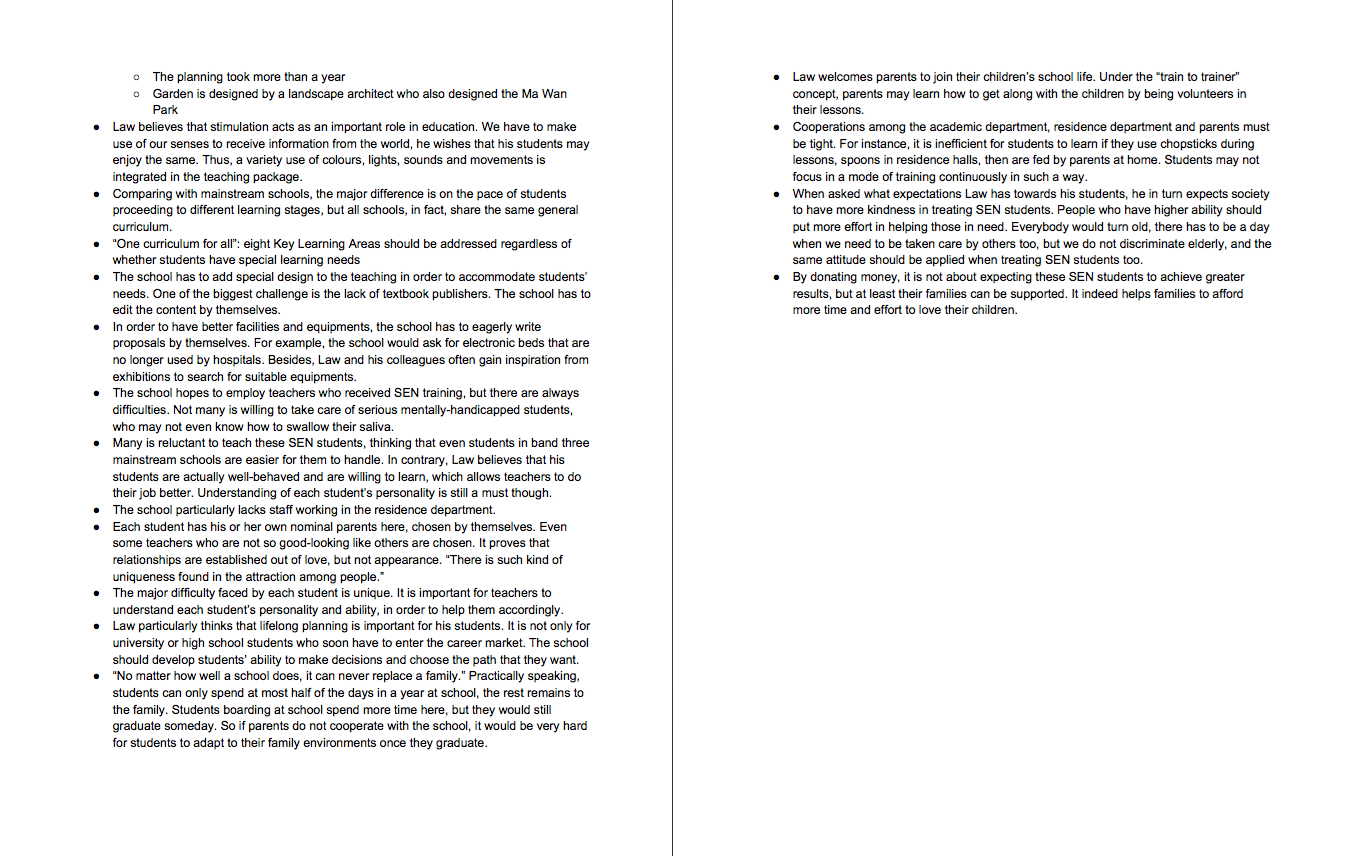 ○ The planning took more than a year
○ Garden is designed by a landscape architect who also designed the Ma Wan
Park
● Law believes that stimulation acts as an important role in education. We have to make
use of our senses to receive information from the world, he wishes that his students may
enjoy the same. Thus, a variety use of colours, lights, sounds and movements is
integrated in the teaching package.
● Comparing with mainstream schools, the major difference is on the pace of students
proceeding to different learning stages, but all schools, in fact, share the same general
curriculum.
● “One curriculum for all”: eight Key Learning Areas should be addressed regardless of
whether students have special learning needs
● The school has to add special design to the teaching in order to accommodate students’
needs. One of the biggest challenge is the lack of textbook publishers. The school has to
edit the content by themselves.
● In order to have better facilities and equipments, the school has to eagerly write
proposals by themselves. For example, the school would ask for electronic beds that are
no longer used by hospitals. Besides, Law and his colleagues often gain inspiration from
exhibitions to search for suitable equipments.
● The school hopes to employ teachers who received SEN training, but there are always
difficulties. Not many is willing to take care of serious mentally-handicapped students,
who may not even know how to swallow their saliva.
● Many is reluctant to teach these SEN students, thinking that even students in band three
mainstream schools are easier for them to handle. In contrary, Law believes that his
students are actually well-behaved and are willing to learn, which allows teachers to do
their job better. Understanding of each student’s personality is still a must though.
● The school particularly lacks staff working in the residence department.
● Each student has his or her own nominal parents here, chosen by themselves. Even
some teachers who are not so good-looking like others are chosen. It proves that
relationships are established out of love, but not appearance. “There is such kind of
uniqueness found in the attraction among people.”
● The major difficulty faced by each student is unique. It is important for teachers to
understand each student’s personality and ability, in order to help them accordingly.
● Law particularly thinks that lifelong planning is important for his students. It is not only for
university or high school students who soon have to enter the career market. The school
should develop students’ ability to make decisions and choose the path that they want.
● “No matter how well a school does, it can never replace a family.” Practically speaking,
students can only spend at most half of the days in a year at school, the rest remains to
the family. Students boarding at school spend more time here, but they would still
graduate someday. So if parents do not cooperate with the school, it would be very hard
for students to adapt to their family environments once they graduate.
● Law welcomes parents to join their children’s school life. Under the “train to trainer”
concept, parents may learn how to get along with the children by being volunteers in
their lessons.
● Cooperations among the academic department, residence department and parents must
be tight. For instance, it is inefficient for students to learn if they use chopsticks during
lessons, spoons in residence halls, then are fed by parents at home. Students may not
focus in a mode of training continuously in such a way.
● When asked what expectations Law has towards his students, he in turn expects society
to have more kindness in treating SEN students. People who have higher ability should
put more effort in helping those in need. Everybody would turn old, there has to be a day
when we need to be taken care by others too, but we do not discriminate elderly, and the
same attitude should be applied when treating SEN students too.
● By donating money, it is not about expecting these SEN students to achieve greater
results, but at least their families can be supported. It indeed helps families to afford
more time and effort to love their children.